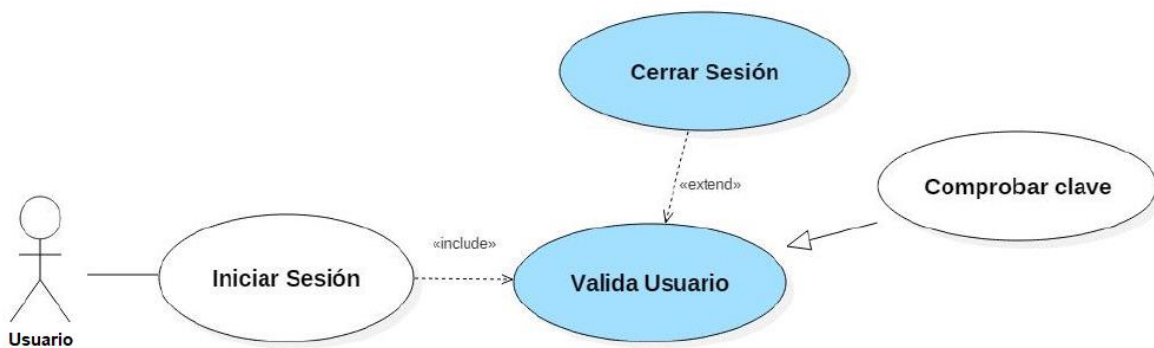 Cerrar Sesión
«extend»
Comprobar clave
«include»
Iniciar Sesión
Valida Usuario
Usuario